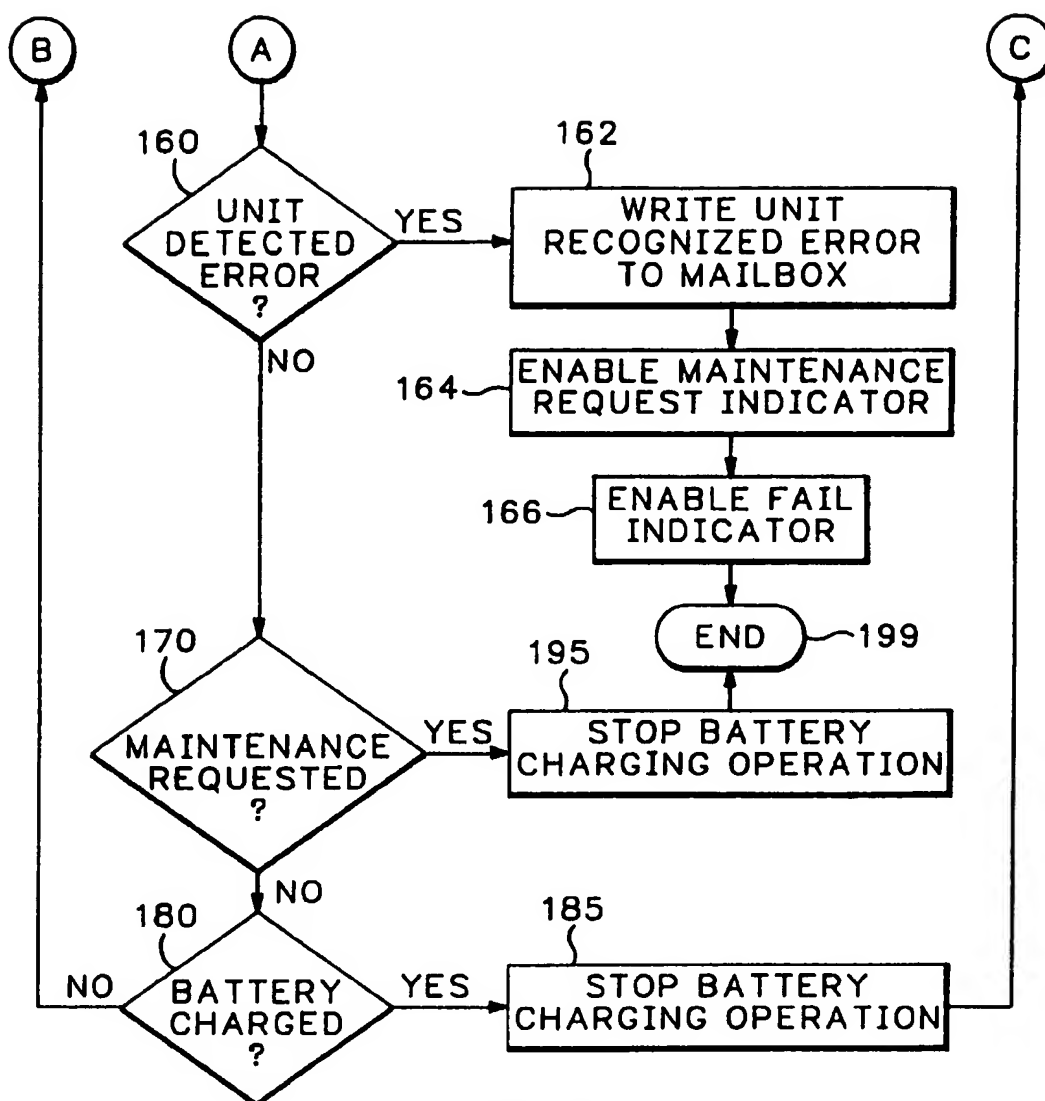 B
A
C
160
UNIT
DETECTED
ERROR
?
YES
NO
162
WRITE UNIT
RECOGNIZED ERROR
TO MAILBOX
164
ENABLE MAINTENANCE
REQUEST INDICATOR
166
ENABLE FAIL
INDICATOR
END
199
170
MAINTENANCE
REQUESTED
?
YES
NO
195
STOP BATTERY
CHARGING OPERATION
180
BATTERY
CHARGED
?
NO
YES
185
STOP BATTERY
CHARGING OPERATION